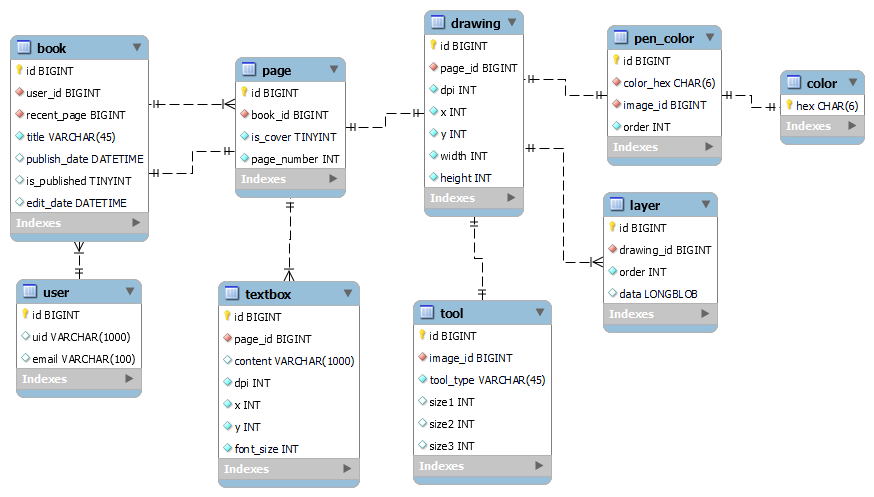 book
id BIGINT
user_id BIGINT
recent_page BIGINT
title VARCHAR(45)
publish_date DATETIME
is_published TINYINT
edit_date DATETIME
Indexes
page
id BIGINT
book_id BIGINT
is_cover TINYINT
page_number INT
Indexes
drawing
id BIGINT
page_id BIGINT
dpi INT
x INT
y INT
width INT
height INT
Indexes
pen_color
id BIGINT
color_hex CHAR(6)
image_id BIGINT
order INT
Indexes
color
hex CHAR(6)
Indexes
layer
id BIGINT
drawing_id BIGINT
order INT
data LONGBLOB
Indexes
user
id BIGINT
uid VARCHAR(1000)
email VARCHAR(100)
Indexes
textbox
id BIGINT
page_id BIGINT
content VARCHAR(1000)
dpi INT
x INT
y INT
font_size INT
Indexes
tool
id BIGINT
image_id BIGINT
tool_type VARCHAR(45)
size1 INT
size2 INT
size3 INT
Indexes